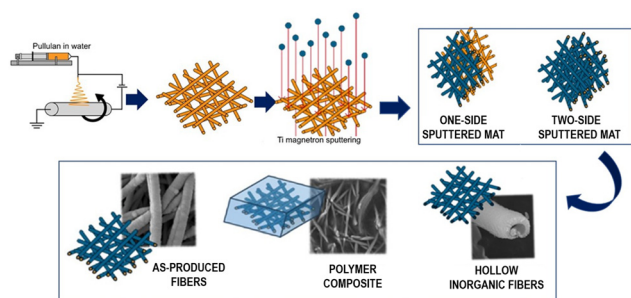 Pullulan in water
Ti magnetron sputtering
ONE-SIDE
SPUTTERED MAT
TWO-SIDE
SPUTTERED MAT
AS-PRODUCED
FIBERS
POLYMER
COMPOSITE
HOLLOW
INORGANIC FIBERS